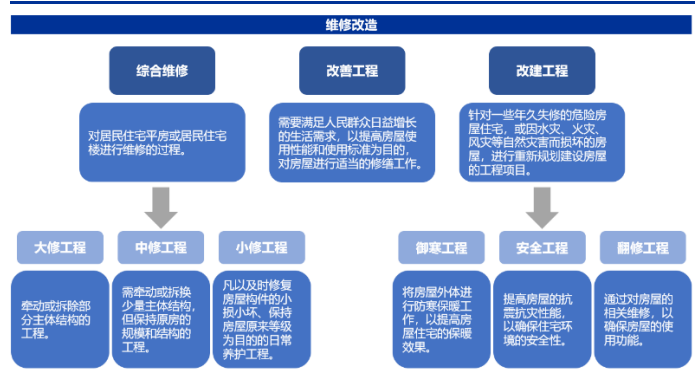 维修改造
综合维修
改善工程
改建工程
对居民住宅平房或居民住宅
楼进行维修的过程。
需要满足人民群众日益增长
的生活需求，以提高房屋使
用性能和使用标准为目的，
对房屋进行适当的修缮工作。
针对一些年久失修的危险房
屋住宅，或因水灾、火灾、
风灾等自然灾害而损坏的房
屋，进行重新规划建设房屋
的工程项目。
大修工程
中修工程
小修工程
御寒工程
安全工程
翻修工程
牵动或拆除部
分主体结构的
工程。
需牵动或拆换
少量主体结构，
但保持原房的
规模和结构的
工程。
凡以及时修复
房屋构件的小
损小坏、保持
房屋原来等级
为目的的日常
养护工程。
将房屋外体进
行防寒保暖工
作，以提高房
屋住宅的保暖
效果。
提高房屋的抗
震抗灾性能，
以确保住宅环
境的安全性。
通过对房屋的
相关维修，以
确保房屋的使
用功能。